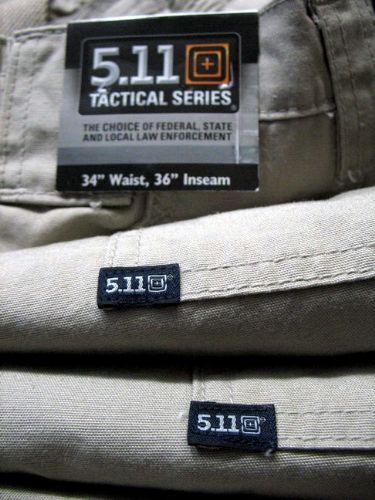 5.11
TACTICAL SERIES®
THE CHOICE OF FEDERAL, STATE
AND LOCAL LAW ENFORCEMENT
34" Waist, 36" Inseam
5.11®
5.11®